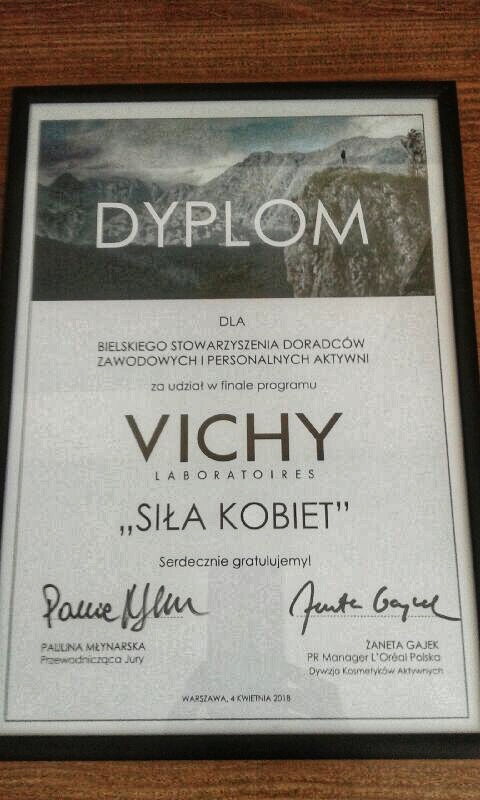 DYPLOM
DLA
BIELSKIEGO STOWARZYSZENIA DORADCÓW
ZAWODOWYCH I PERSONALNYCH AKTYWNI
za udział w finale programu
VICHY
LABORATOIRES
„SIŁA KOBIET”
Serdecznie gratulujemy!
PAULINA MŁYNARSKA
Przewodnicząca Jury
ŻANETA GAJEK
PR Manager L'Oréal Polska
Dywizja Kosmetyków Aktywnych
WARSZAWA, 4 KWIETNIA 2018